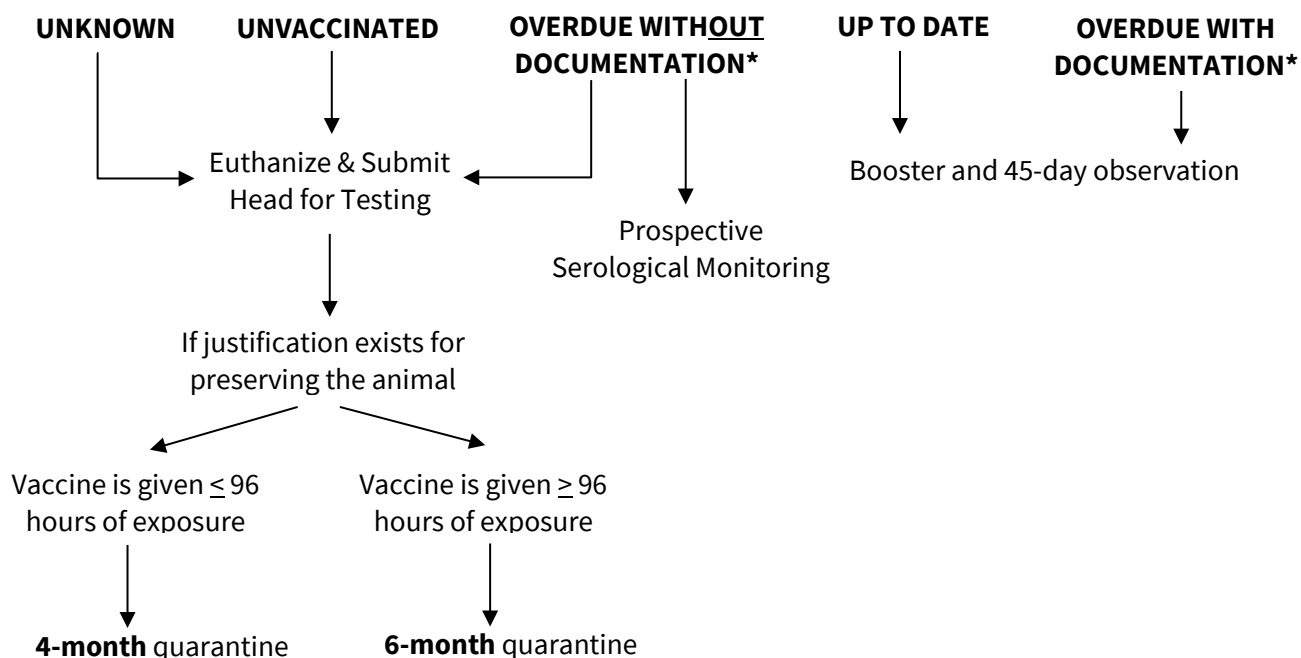 UNKNOWN
UNVACCINATED
OVERDUE WITHOUT
DOCUMENTATION*
UP TO DATE
OVERDUE WITH
DOCUMENTATION*
Euthanize & Submit
Head for Testing
Booster and 45-day observation
Prospective
Serological Monitoring
If justification exists for
preserving the animal
Vaccine is given ≤ 96
hours of exposure
Vaccine is given ≥ 96
hours of exposure
4-month quarantine
6-month quarantine